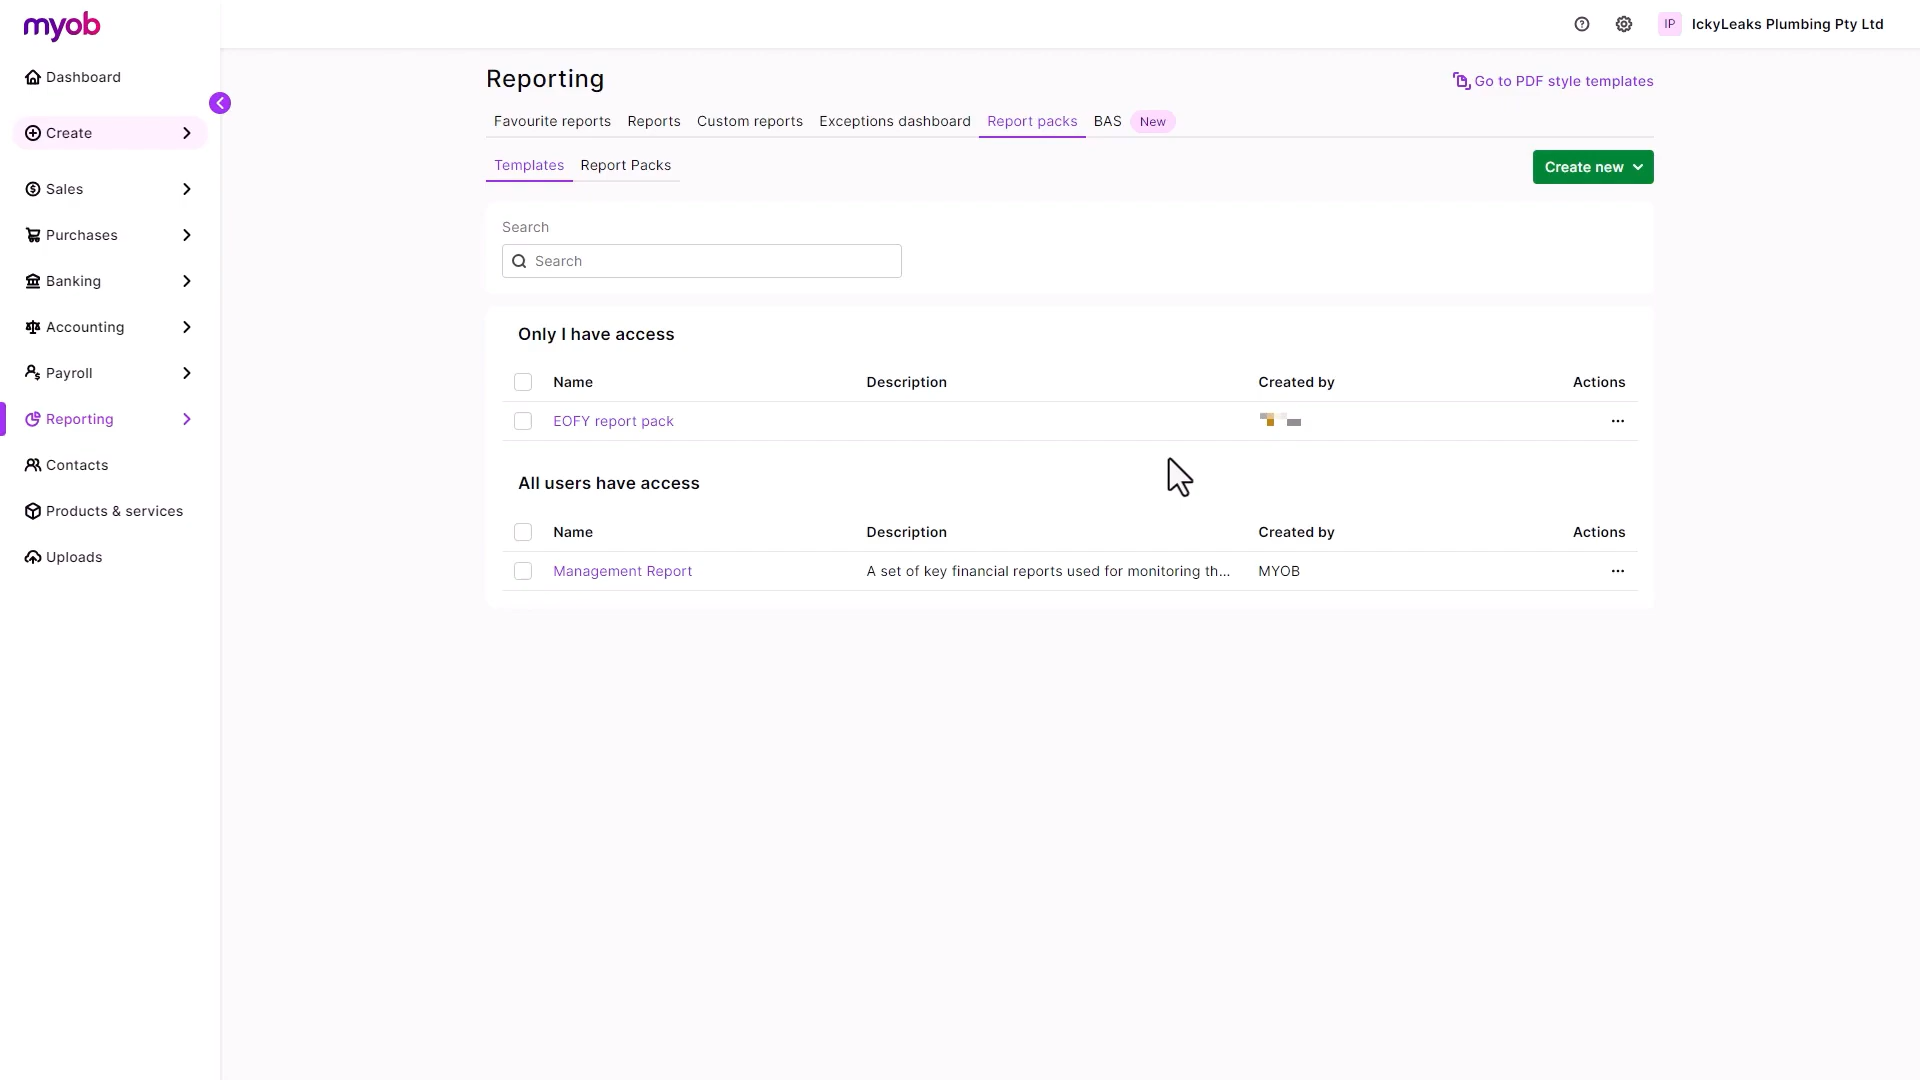 myob
IP IckyLeaks Plumbing Pty Ltd
Dashboard
Create
Sales
Purchases
Banking
Accounting
Payroll
Reporting
Contacts
Products & services
Uploads
Reporting
Go to PDF style templates
Favourite reports Reports Custom reports Exceptions dashboard Report packs BAS New
Templates Report Packs
Create new
Search
Search
Only I have access
Name Description Created by Actions
EOFY report pack
All users have access
Name Description Created by Actions
Management Report A set of key financial reports used for monitoring th... MYOB